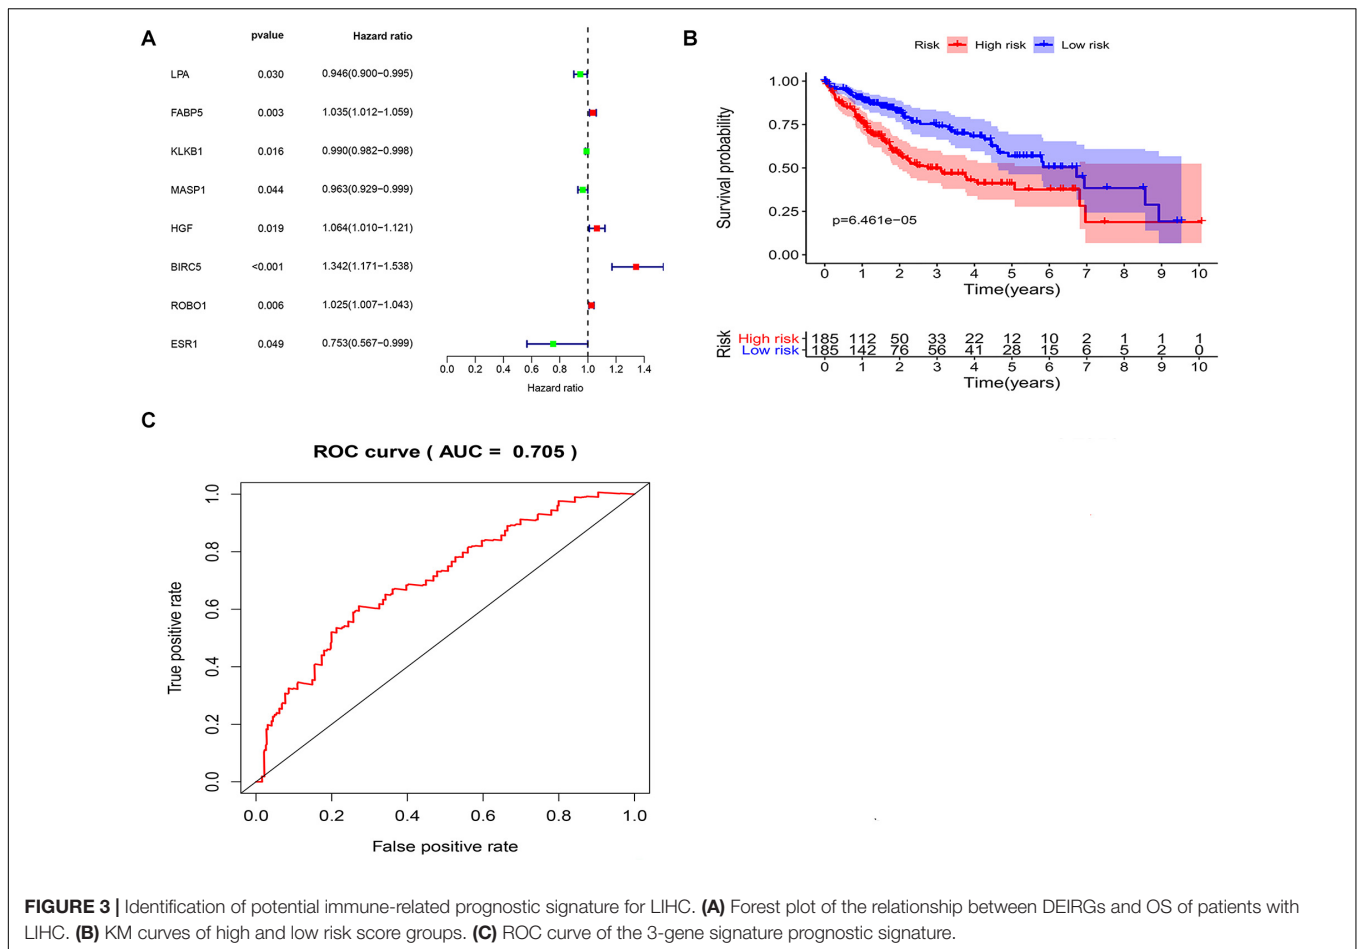 A
pvalue Hazard ratio
LPA 0.030 0.946(0.900−0.995)
FABP5 0.003 1.035(1.012−1.059)
KLKB1 0.016 0.990(0.982−0.998)
MASP1 0.044 0.963(0.929−0.999)
HGF 0.019 1.064(1.010−1.121)
BIRC5 <0.001 1.342(1.171−1.538)
ROBO1 0.006 1.025(1.007−1.043)
ESR1 0.049 0.753(0.567−0.999)
0.0 0.2 0.4 0.6 0.8 1.0 1.2 1.4
Hazard ratio
B
Risk High risk Low risk
Survival probability
1.00
0.75
0.50
0.25
0.00
p=6.461e−05
0 1 2 3 4 5 6 7 8 9 10
Time(years)
Risk
High risk 185 112 50 33 22 12 10 2 1 1 1
Low risk 185 142 76 56 41 28 15 6 5 2 0
0 1 2 3 4 5 6 7 8 9 10
Time(years)
C
ROC curve ( AUC = 0.705 )
True positive rate
1.0
0.8
0.6
0.4
0.2
0.0
0.0 0.2 0.4 0.6 0.8 1.0
False positive rate
FIGURE 3 | Identification of potential immune-related prognostic signature for LIHC. (A) Forest plot of the relationship between DEIRGs and OS of patients with
LIHC. (B) KM curves of high and low risk score groups. (C) ROC curve of the 3-gene signature prognostic signature.